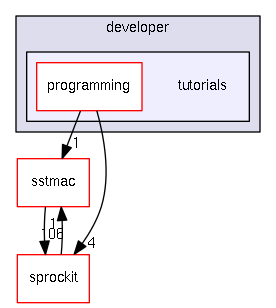 developer
programming
tutorials
1
sstmac
1
106
4
sprockit